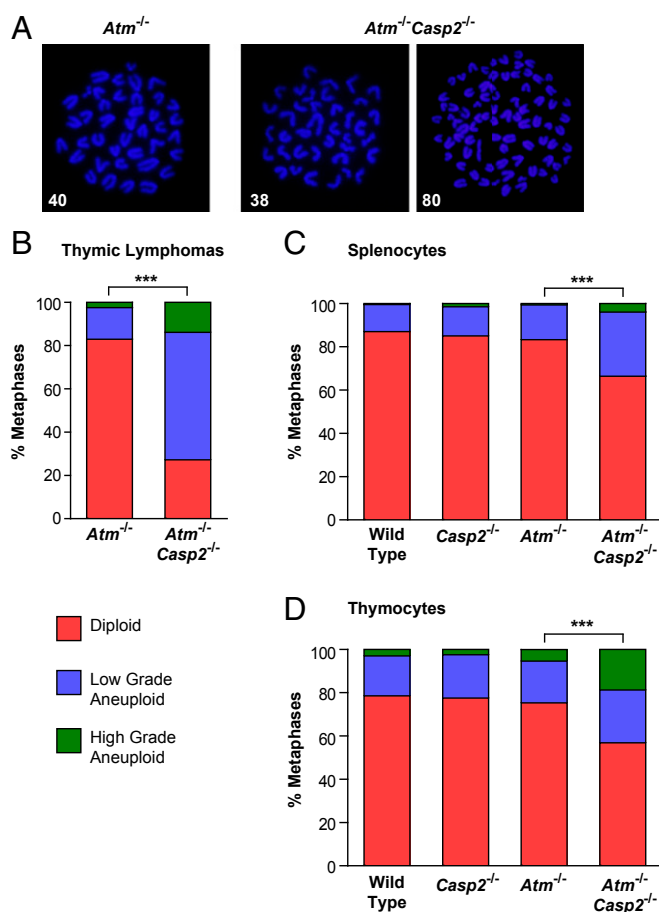 A
Atm-/-
Atm-/-Casp2-/-
40
38
80
B
Thymic Lymphomas
***
% Metaphases
100
80
60
40
20
0
Atm-/-
Atm-/-
Casp2-/-
C
Splenocytes
***
% Metaphases
100
80
60
40
20
0
Wild
Type
Casp2-/-
Atm-/-
Atm-/-
Casp2-/-
Diploid
Low Grade
Aneuploid
High Grade
Aneuploid
D
Thymocytes
***
% Metaphases
100
80
60
40
20
0
Wild
Type
Casp2-/-
Atm-/-
Atm-/-
Casp2-/-